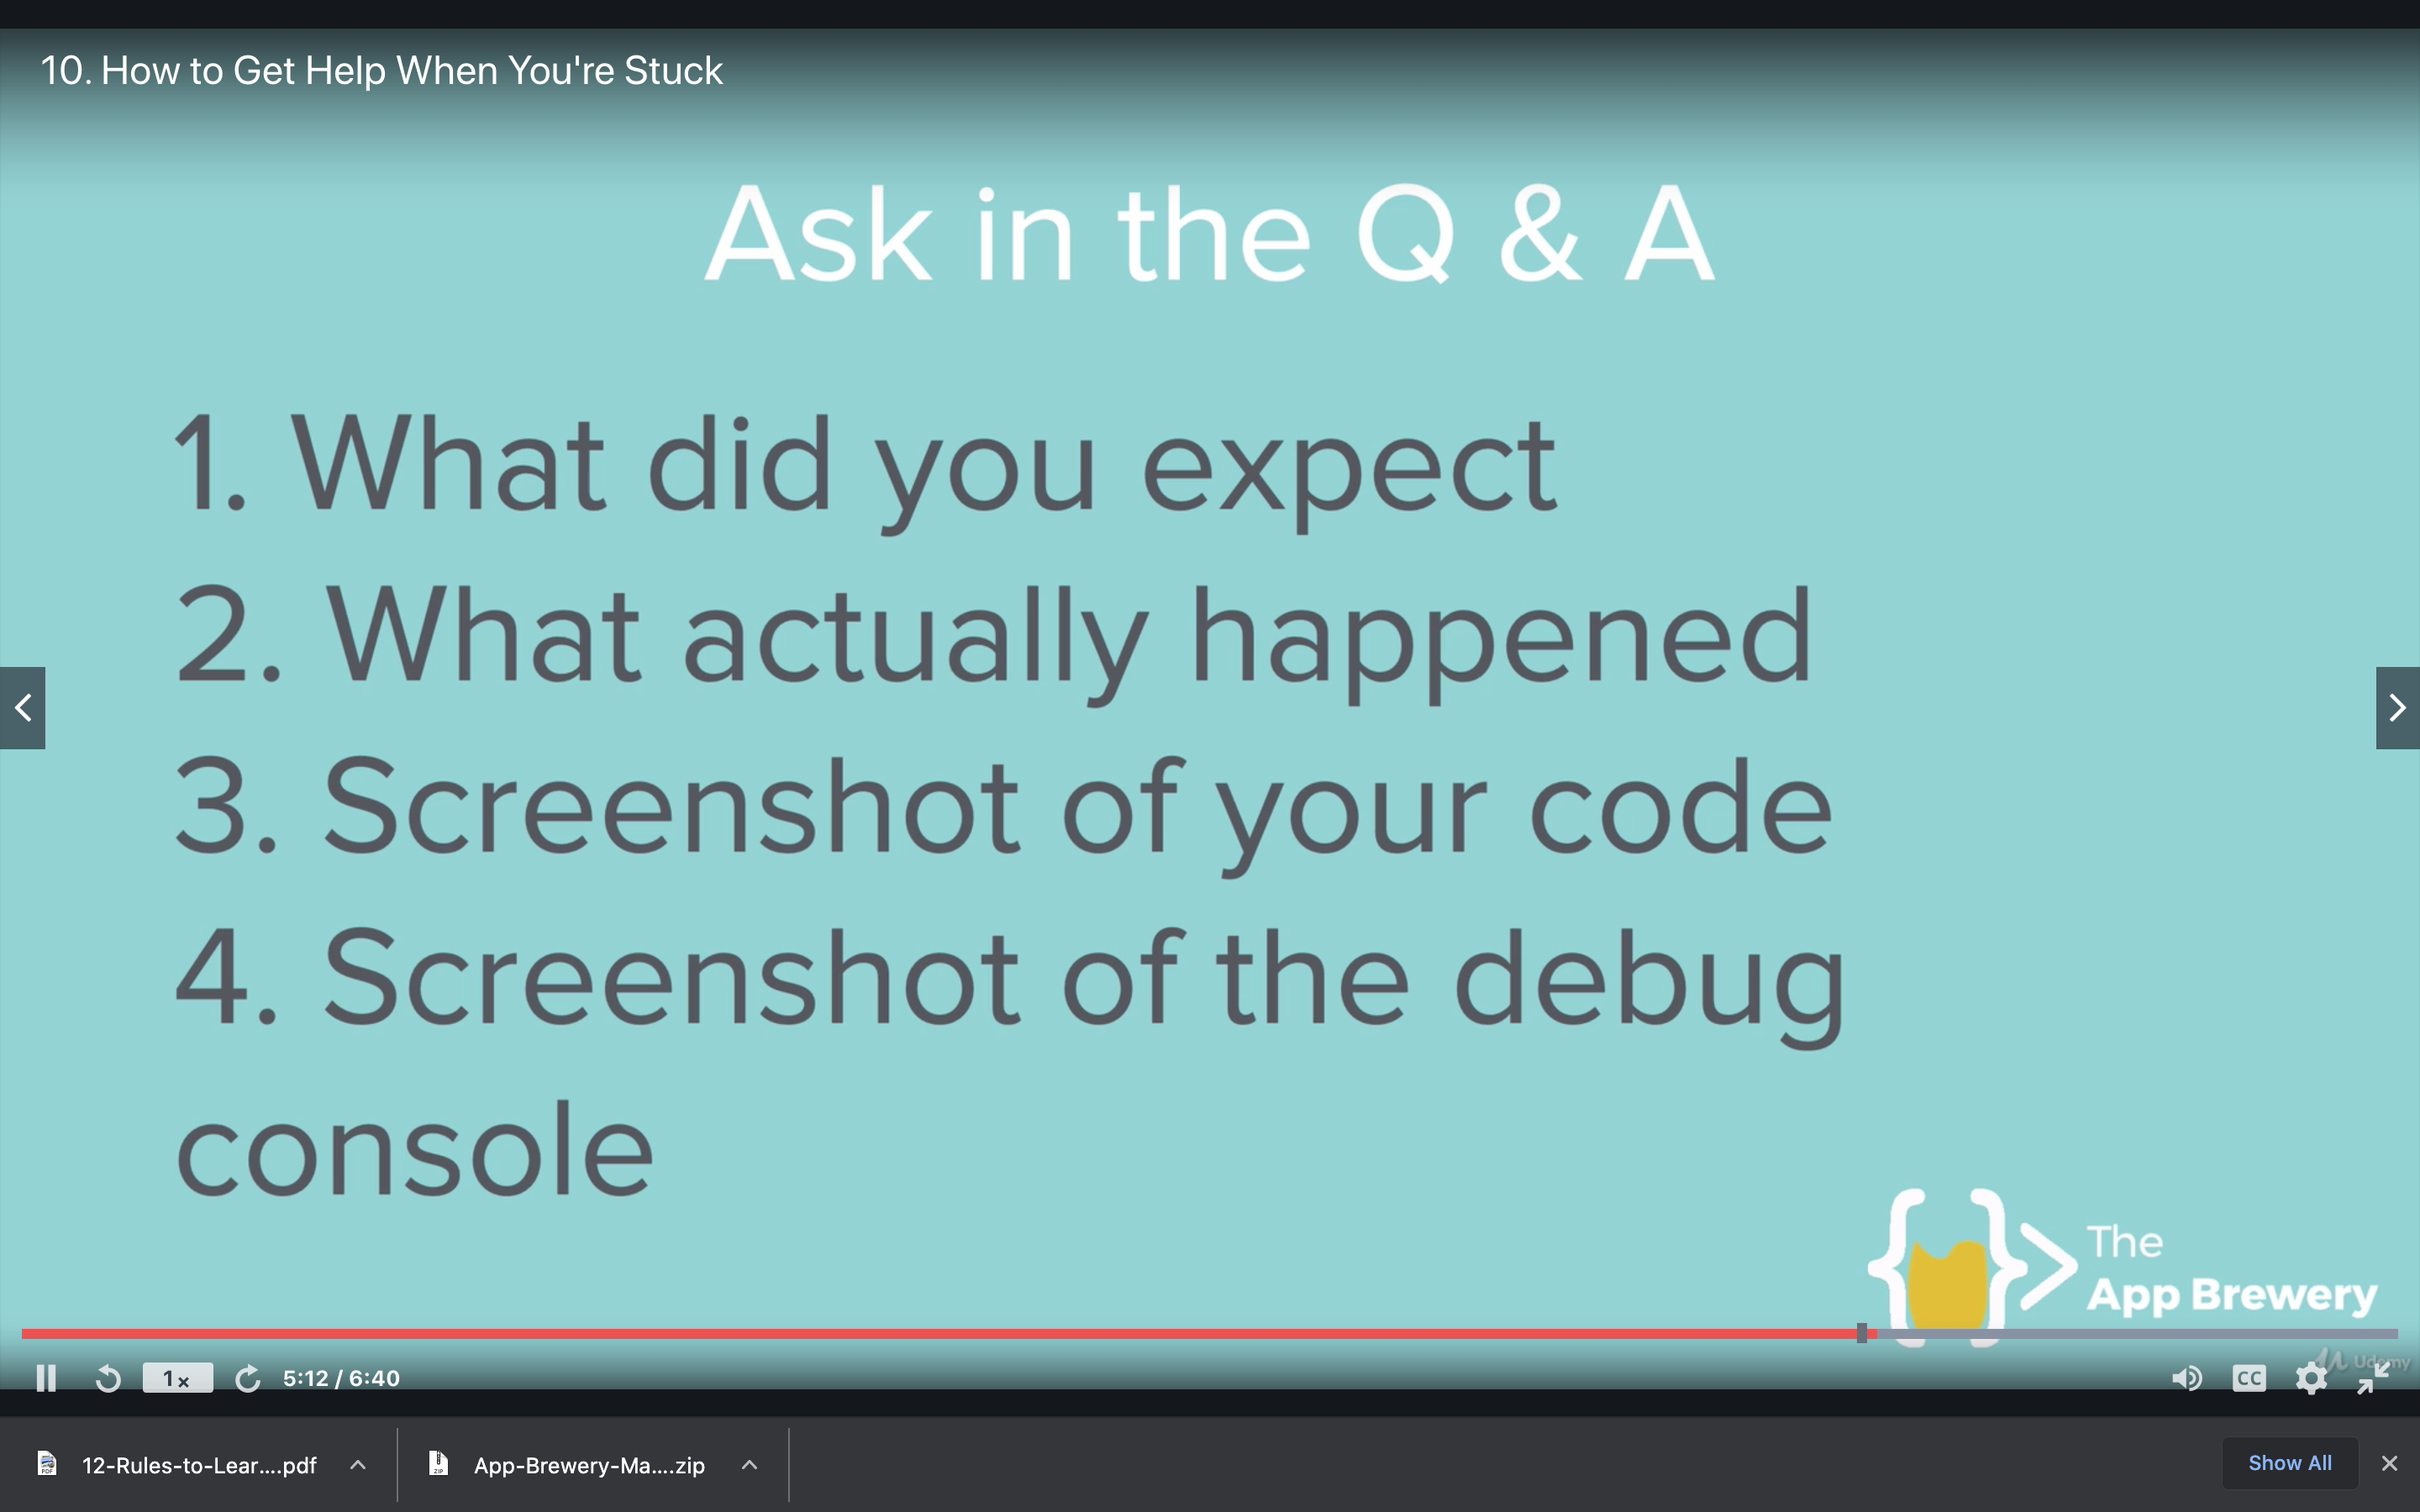 10. How to Get Help When You're Stuck
Ask in the Q & A
1. What did you expect
2. What actually happened
3. Screenshot of your code
4. Screenshot of the debug
console
The
App Brewery
Udemy
1x
5:12 / 6:40
CC
PDF
12-Rules-to-Lear....pdf
ZIP
App-Brewery-Ma....zip
Show All